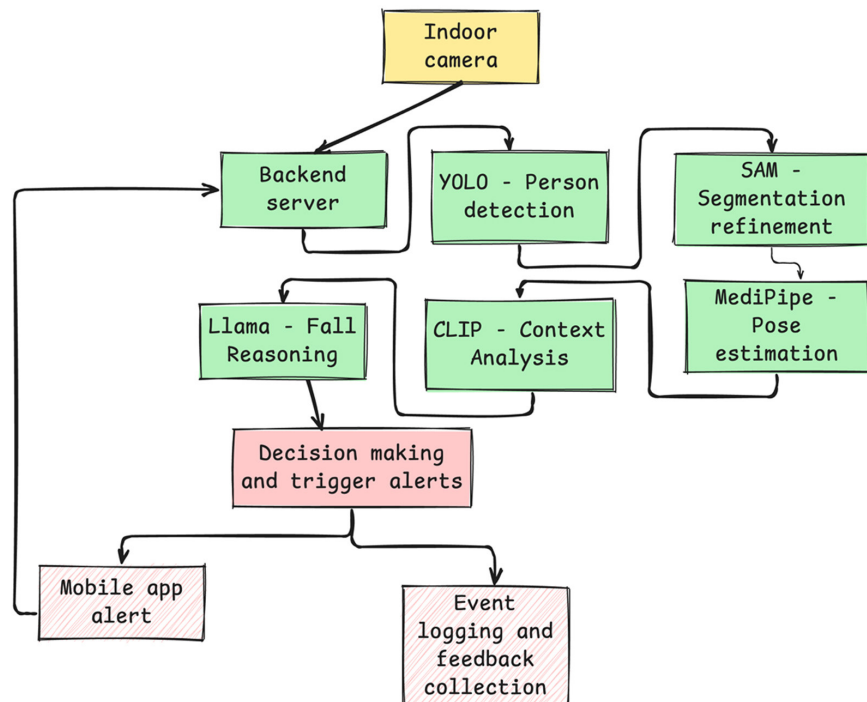 Indoor
camera
Backend
server
YOLO - Person
detection
SAM -
Segmentation
refinement
Llama - Fall
Reasoning
CLIP - Context
Analysis
MediPipe -
Pose
estimation
Decision making
and trigger alerts
Mobile app
alert
Event
logging and
feedback
collection